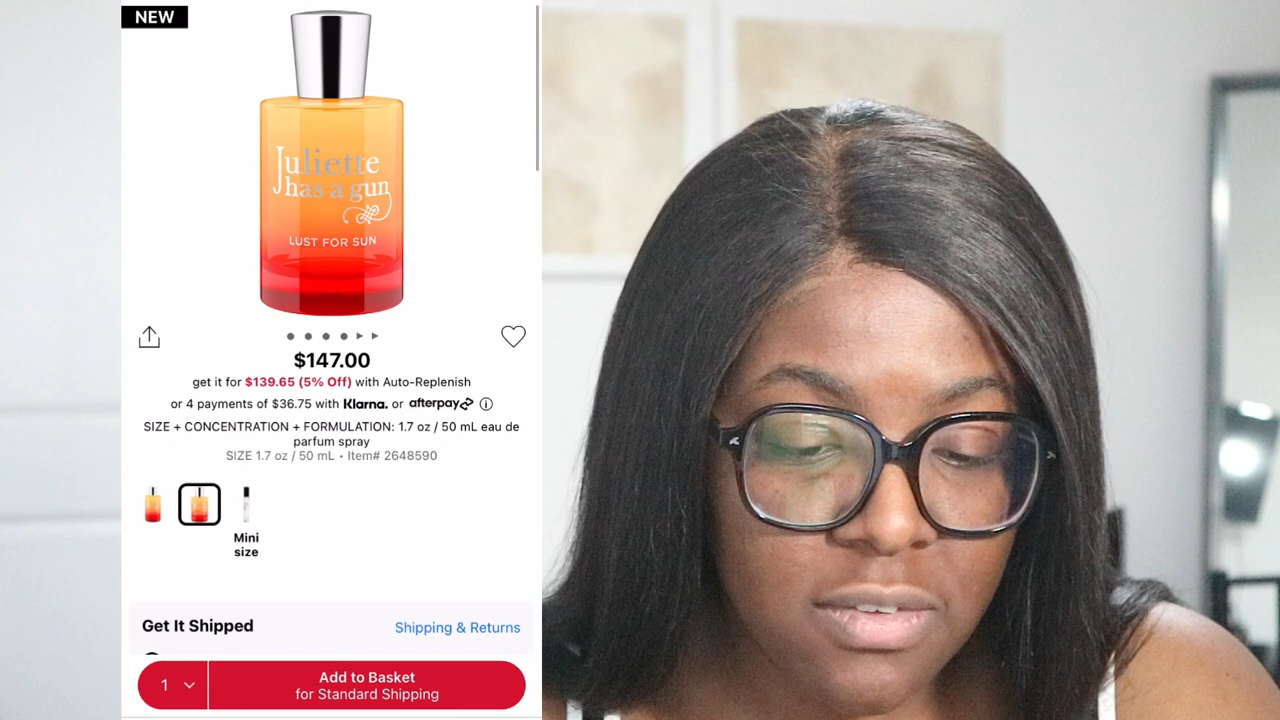 NEW
Juliette
has a gun
LUST FOR SUN
$147.00
get it for $139.65 (5% Off) with Auto-Replenish
or 4 payments of $36.75 with Klarna. or afterpay
SIZE + CONCENTRATION + FORMULATION: 1.7 oz / 50 mL eau de
parfum spray
SIZE 1.7 oz / 50 mL • Item# 2648590
Mini
size
Get It Shipped
Shipping & Returns
1
Add to Basket
for Standard Shipping